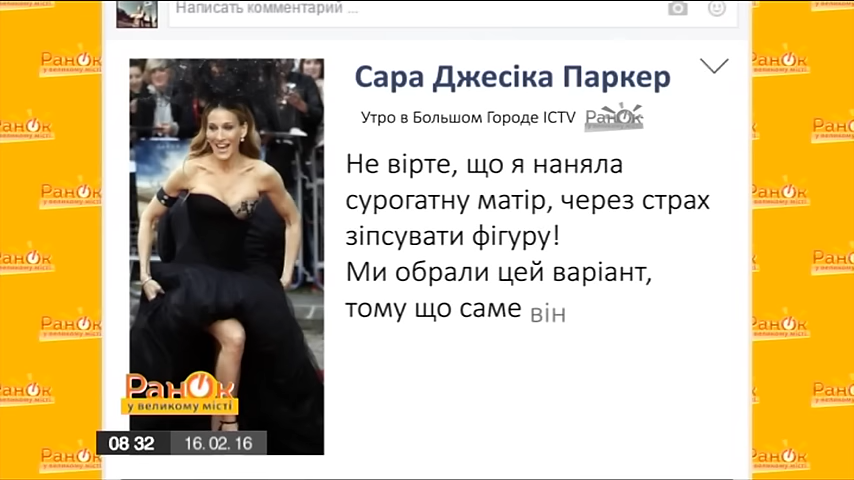 Написать комментарий ...
Сара Джесіка Паркер
Утро в Большом Городе ICTV РанОк
Не вірте, що я наняла
сурогатну матір, через страх
зіпсувати фігуру!
Ми обрали цей варіант,
тому що саме він
РанОк
у великому місті
08 32 16. 02. 16